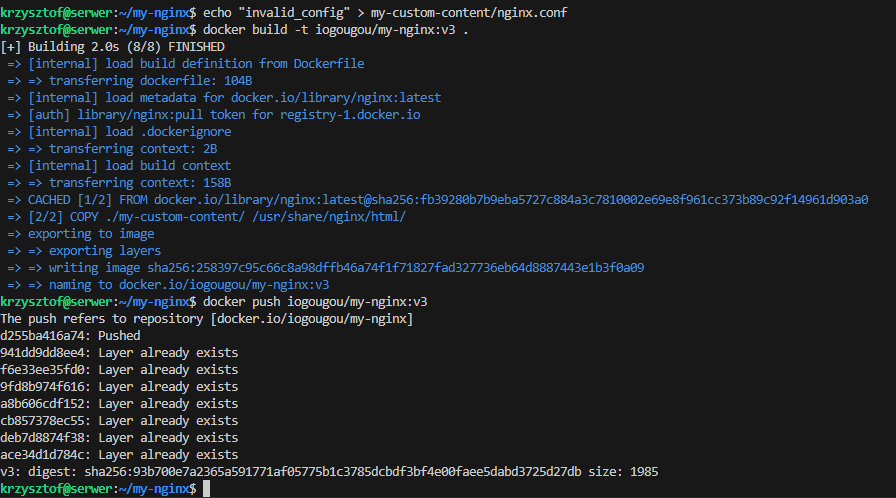 krzysztof@serwer:~/my-nginx$ echo "invalid_config" > my-custom-content/nginx.conf
krzysztof@serwer:~/my-nginx$ docker build -t iogougou/my-nginx:v3 .
[+] Building 2.0s (8/8) FINISHED
=> [internal] load build definition from Dockerfile
=> => transferring dockerfile: 104B
=> [internal] load metadata for docker.io/library/nginx:latest
=> [auth] library/nginx:pull token for registry-1.docker.io
=> [internal] load .dockerignore
=> => transferring context: 2B
=> [internal] load build context
=> => transferring context: 158B
=> CACHED [1/2] FROM docker.io/library/nginx:latest@sha256:fb39280b7b9eba5727c884a3c7810002e69e8f961cc373b89c92f14961d903a0
=> [2/2] COPY ./my-custom-content/ /usr/share/nginx/html/
=> exporting to image
=> => exporting layers
=> => writing image sha256:258397c95c66c8a98dffb46a74f1f71827fad327736eb64d8887443e1b3f0a09
=> => naming to docker.io/iogougou/my-nginx:v3
krzysztof@serwer:~/my-nginx$ docker push iogougou/my-nginx:v3
The push refers to repository [docker.io/iogougou/my-nginx]
d255ba416a74: Pushed
941dd9dd8ee4: Layer already exists
f6e33ee35fd0: Layer already exists
9fd8b974f616: Layer already exists
a8b606cdf152: Layer already exists
cb857378ec55: Layer already exists
deb7d8874f38: Layer already exists
ace34d1d784c: Layer already exists
v3: digest: sha256:93b700e7a2365a591771af05775b1c3785dcbdf3bf4e00faee5dabd3725d27db size: 1985
krzysztof@serwer:~/my-nginx$